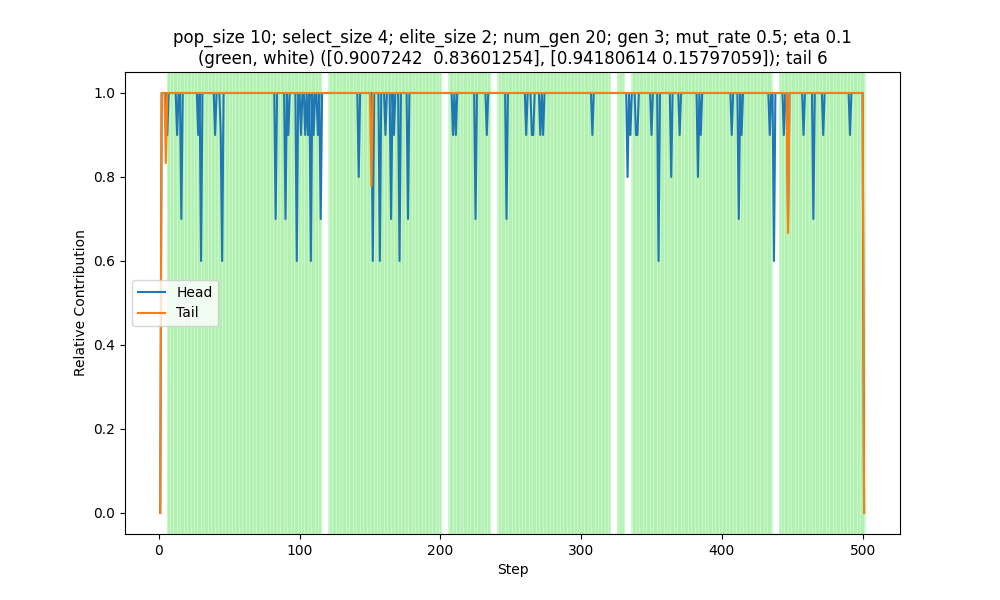 pop_size 10; select_size 4; elite_size 2; num_gen 20; gen 3; mut_rate 0.5; eta 0.1
(green, white) ([0.9007242  0.83601254], [0.94180614 0.15797059]); tail 6
1.0
0.8
0.6
0.4
0.2
0.0
Relative Contribution
Head
Tail
0 100 200 300 400 500
Step